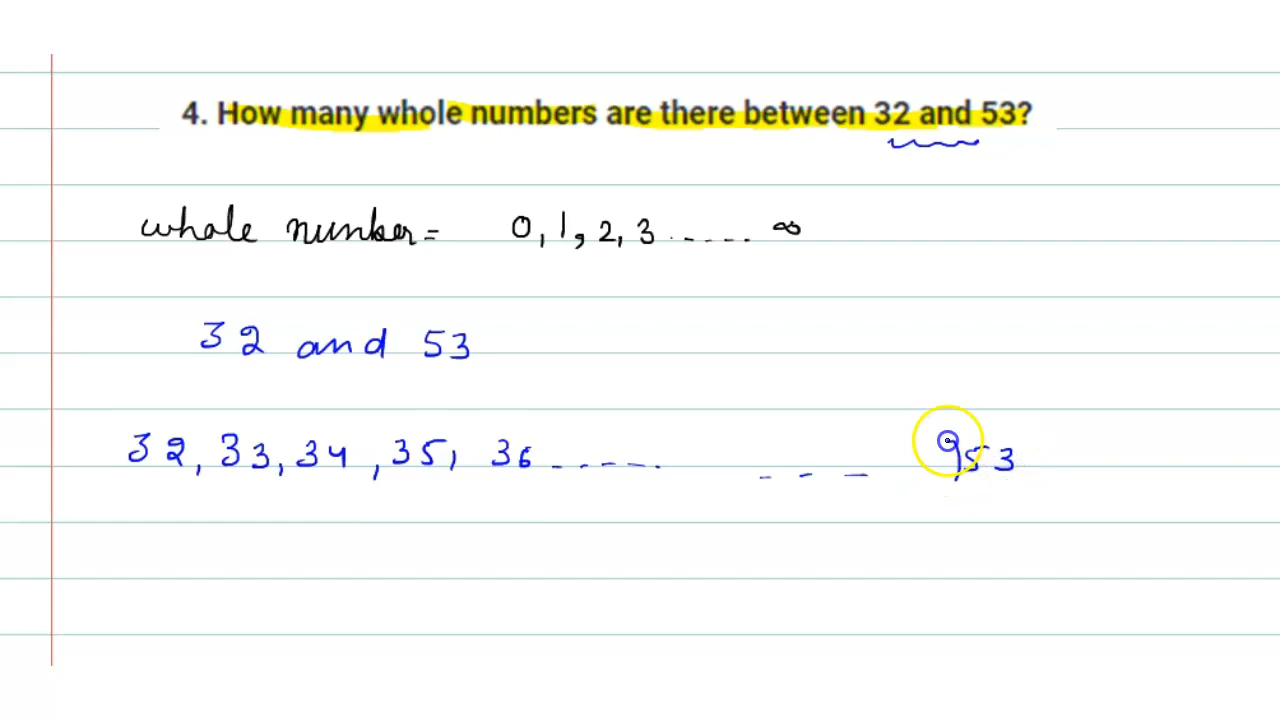 4. How many whole numbers are there between 32 and 53?
whole number = 0, 1, 2, 3 ...... ∞
32 and 53
32, 33, 34, 35, 36 ...... - - - 53